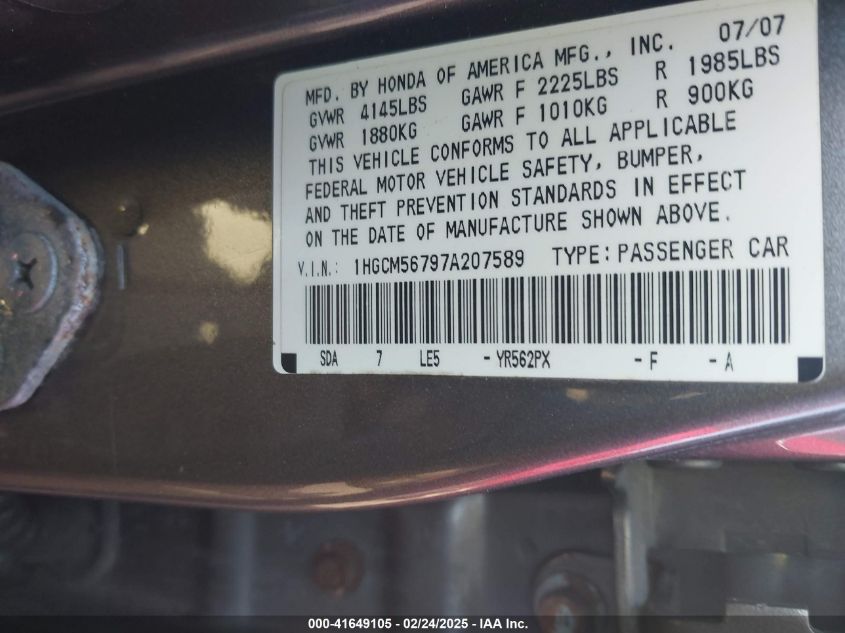 07/07
MFD. BY HONDA OF AMERICA MFG., INC.
GVWR 4145LBS GAWR F 2225LBS R 1985LBS
GVWR 1880KG GAWR F 1010KG R 900KG
THIS VEHICLE CONFORMS TO ALL APPLICABLE
FEDERAL MOTOR VEHICLE SAFETY, BUMPER,
AND THEFT PREVENTION STANDARDS IN EFFECT
ON THE DATE OF MANUFACTURE SHOWN ABOVE.
V.I.N.: 1HGCM56797A207589 TYPE:PASSENGER CAR
SDA 7 LE5 -YR562PX -F -A
000-41649105 - 02/24/2025 - IAA Inc.